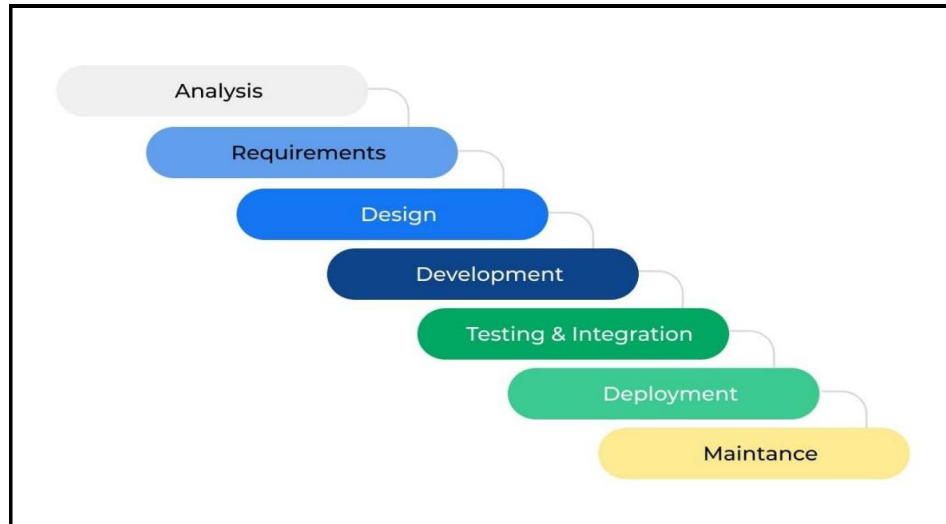 Analysis
Requirements
Design
Development
Testing & Integration
Deployment
Maintance